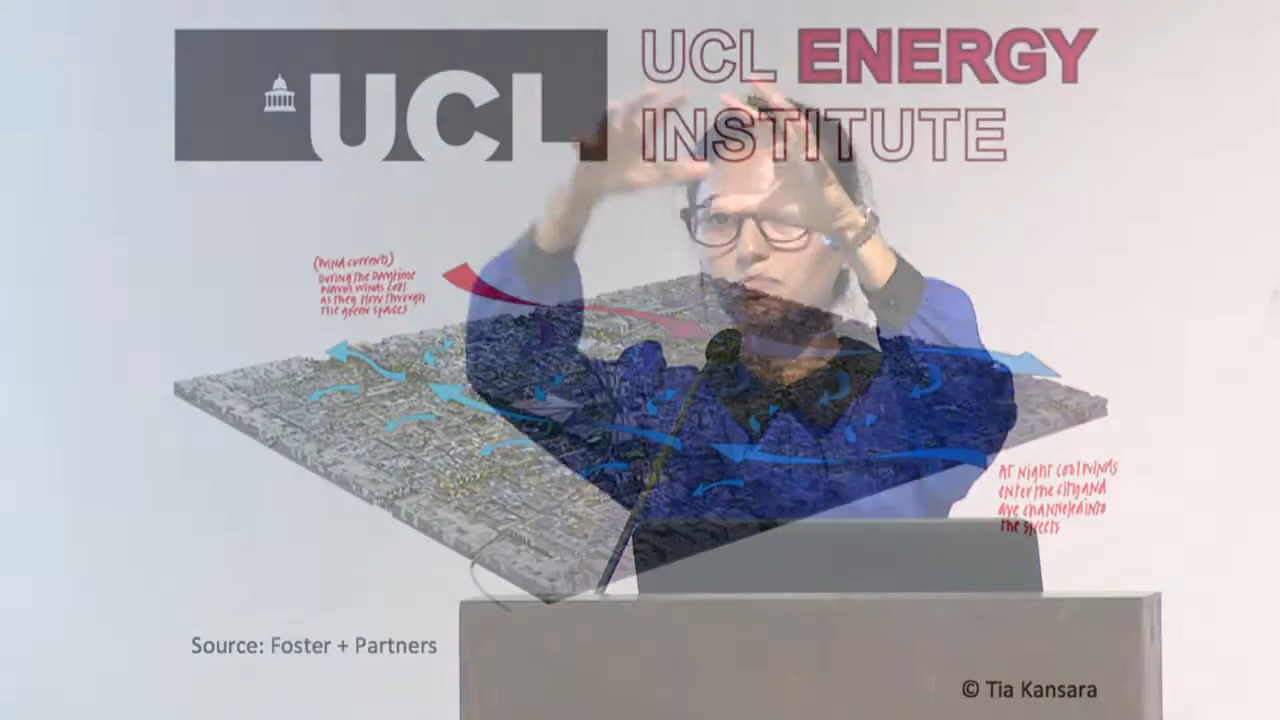 UCL
UCL ENERGY
INSTITUTE
(WIND CURRENTS)
DURING THE DAYTIME
WARM WINDS COOL
AS THEY FLOW THROUGH
THE GREEN SPACES
AT NIGHT COOL WINDS
ENTER THE CITY AND
ARE CHANNELED INTO
THE STREETS
Source: Foster + Partners
© Tia Kansara